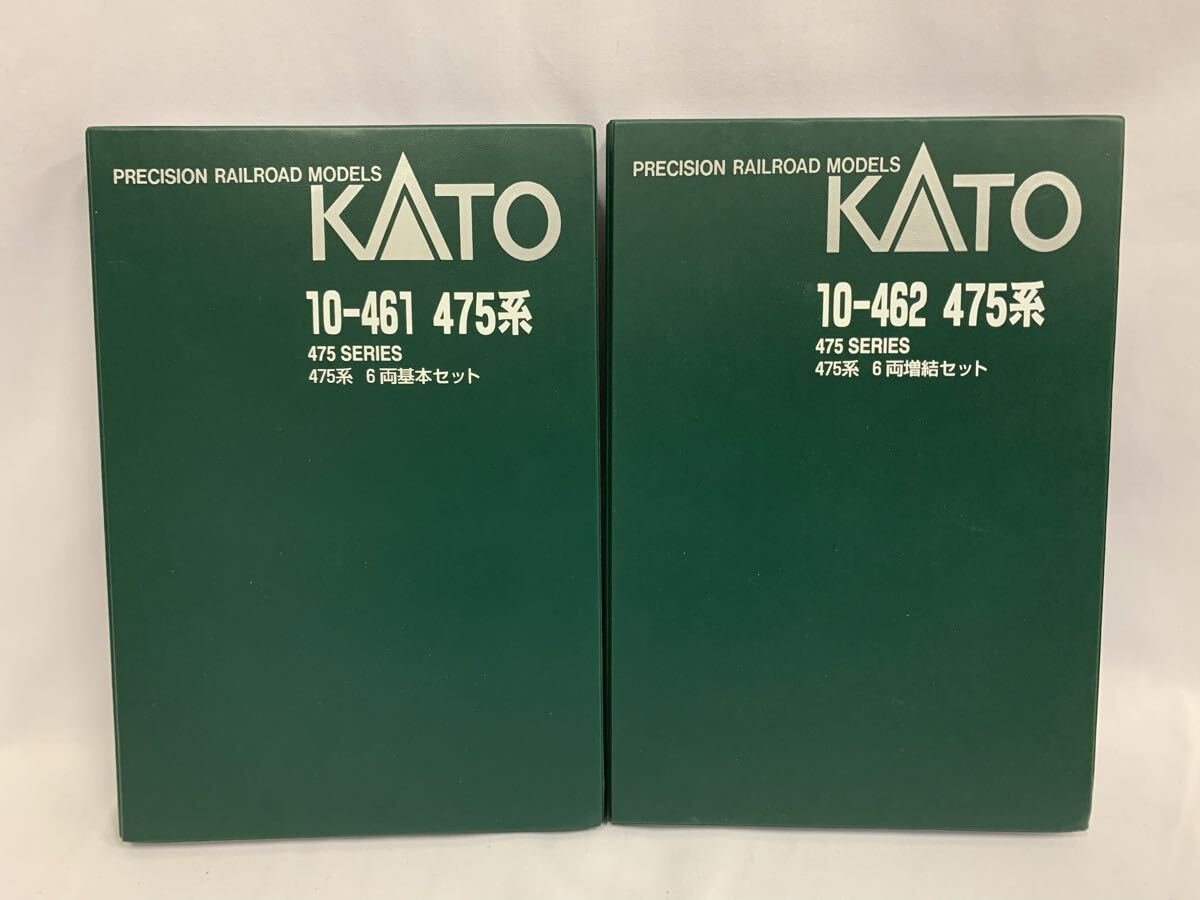 PRECISION RAILROAD MODELS
KATO
10-461 475系
475 SERIES
475系 6両基本セット
PRECISION RAILROAD MODELS
KATO
10-462 475系
475 SERIES
475系 6両増結セット